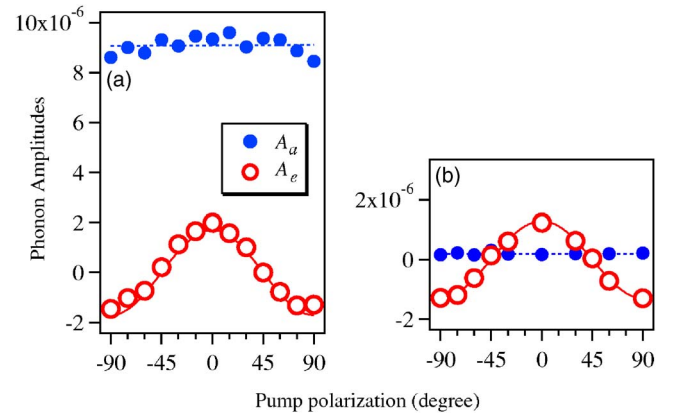 10x10⁻⁶
8
6
4
2
0
-2
Phonon Amplitudes
(a)
A_a
A_e
-90 -45 0 45 90
(b)
2x10⁻⁶
0
-2
-90 -45 0 45 90
Pump polarization (degree)